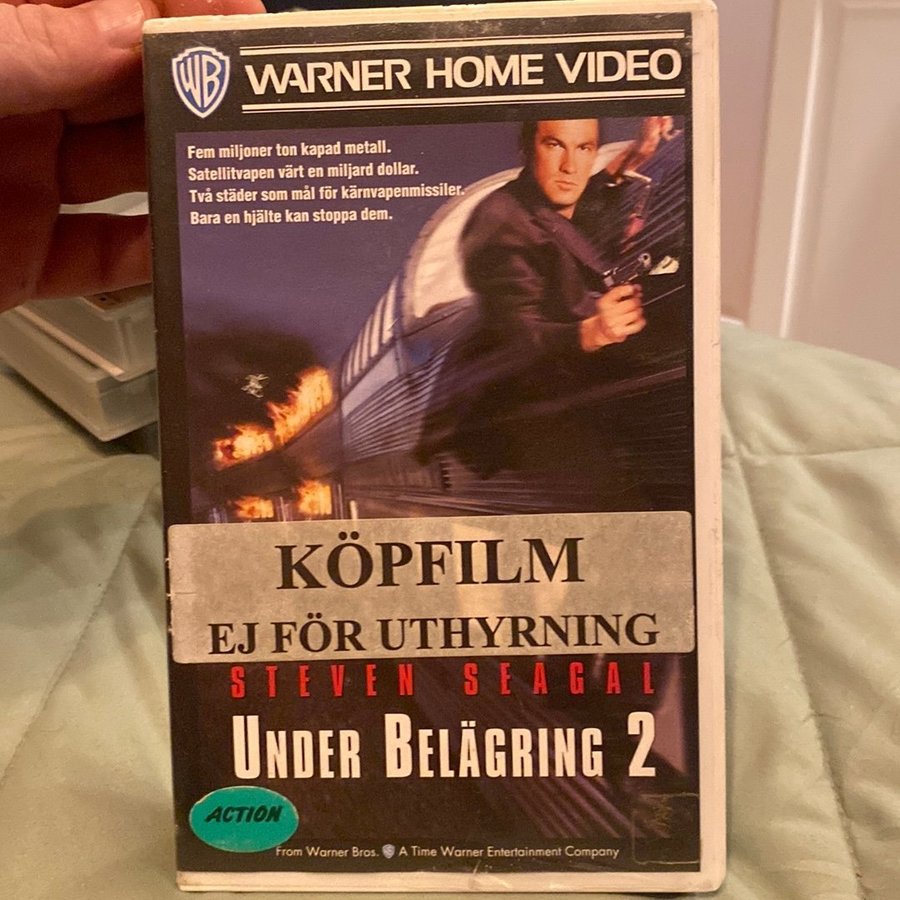 WB WARNER HOME VIDEO
Fem miljoner ton kapad metall.
Satellitvapen värt en miljard dollar.
Två städer som mål för kärnvapenmissiler.
Bara en hjälte kan stoppa dem.
KÖPFILM
EJ FÖR UTHYRNING
STEVEN SEAGAL
UNDER BELÄGRING 2
ACTION
From Warner Bros. A Time Warner Entertainment Company